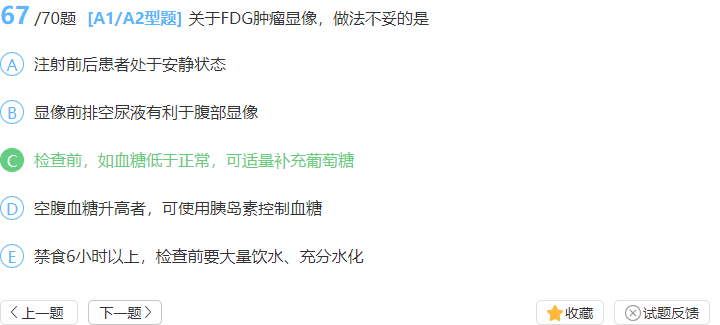 67 /70题 [A1/A2型题] 关于FDG肿瘤显像，做法不妥的是
A 注射前后患者处于安静状态
B 显像前排空尿液有利于腹部显像
C 检查前，如血糖低于正常，可适量补充葡萄糖
D 空腹血糖升高者，可使用胰岛素控制血糖
E 禁食6小时以上，检查前要大量饮水、充分水化
上一题 下一题 收藏 试题反馈